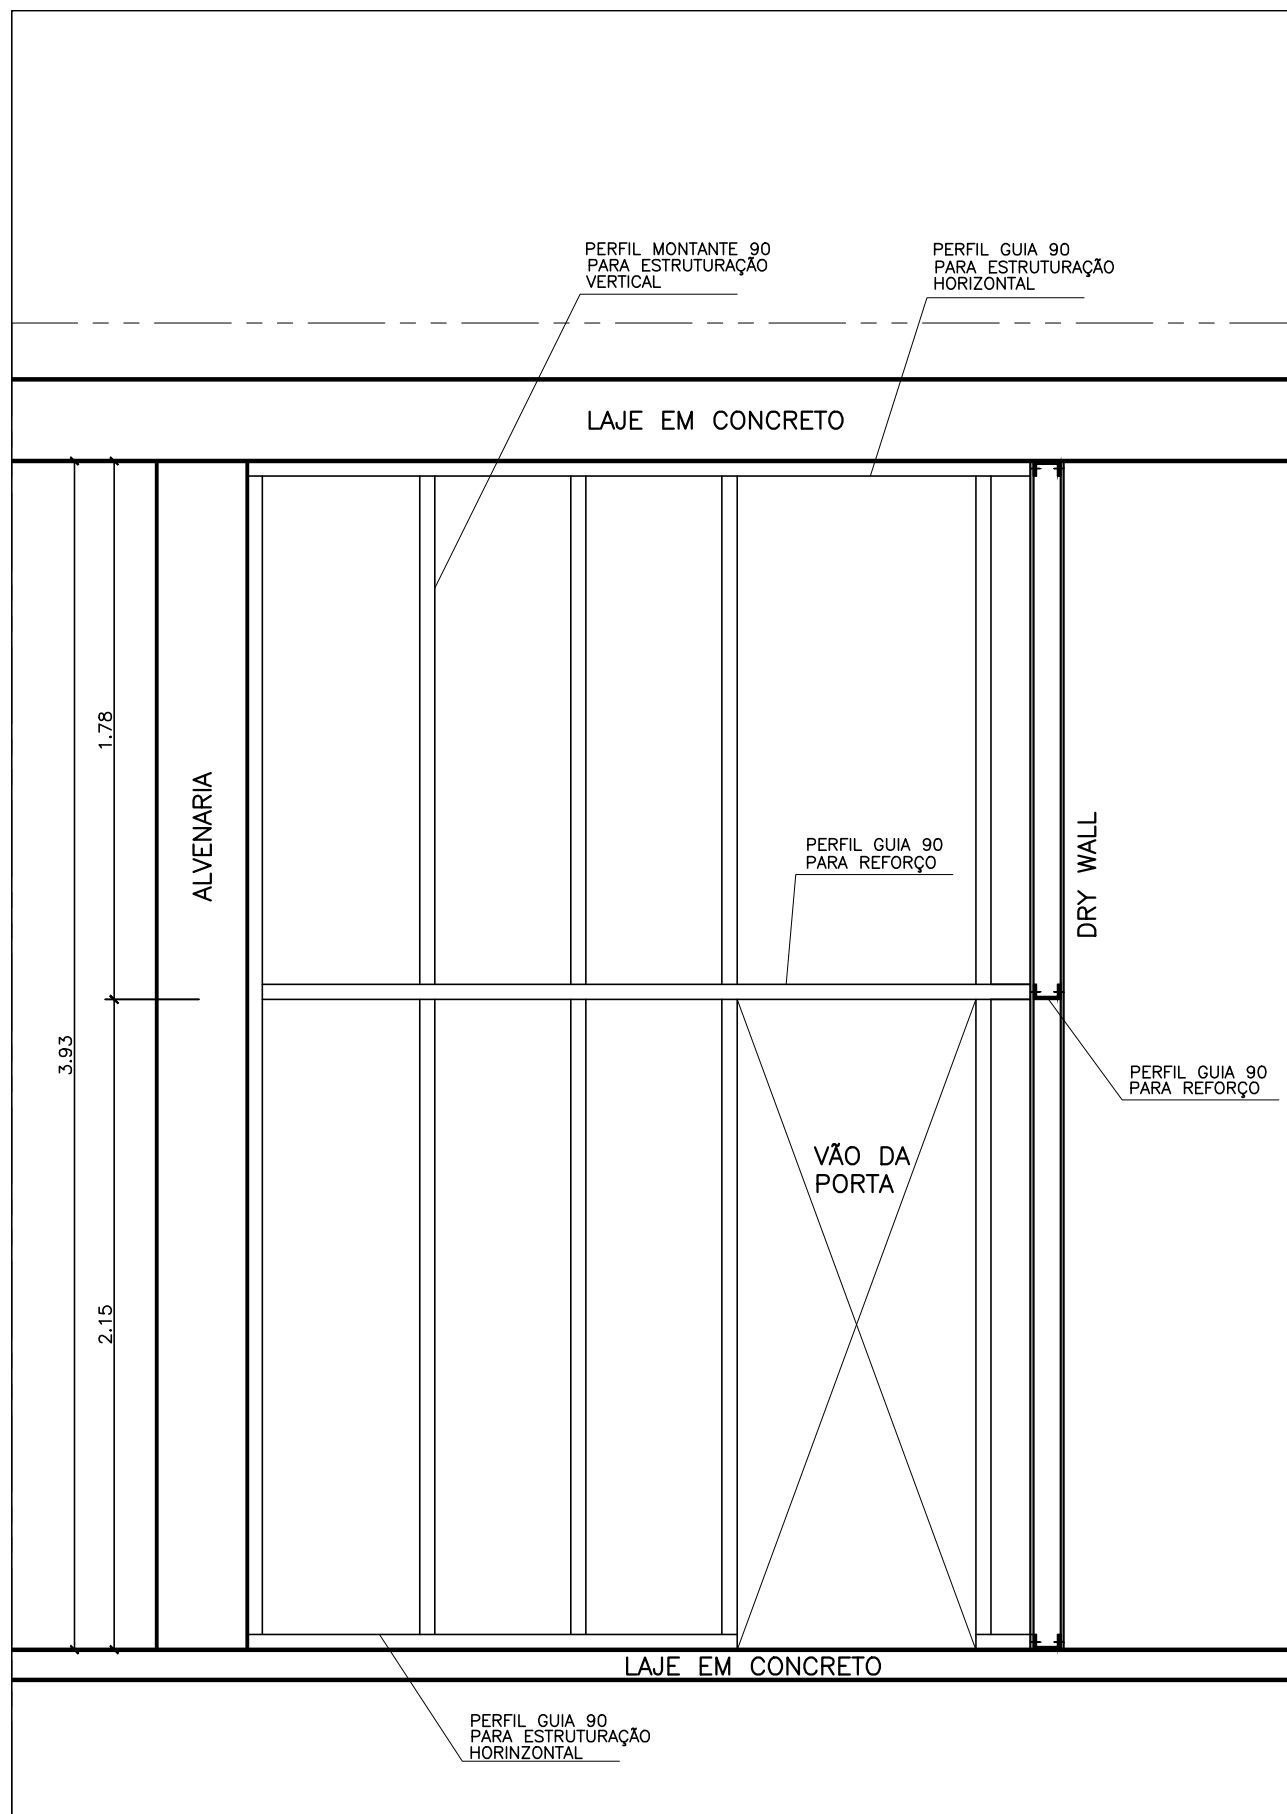 PERFIL MONTANTE 90
PARA ESTRUTURAÇÃO
VERTICAL
PERFIL GUIA 90
PARA ESTRUTURAÇÃO
HORIZONTAL
LAJE EM CONCRETO
1.78
ALVENARIA
PERFIL GUIA 90
PARA REFORÇO
DRY WALL
3.93
PERFIL GUIA 90
PARA REFORÇO
VÃO DA
PORTA
2.15
LAJE EM CONCRETO
PERFIL GUIA 90
PARA ESTRUTURAÇÃO
HORINZONTAL